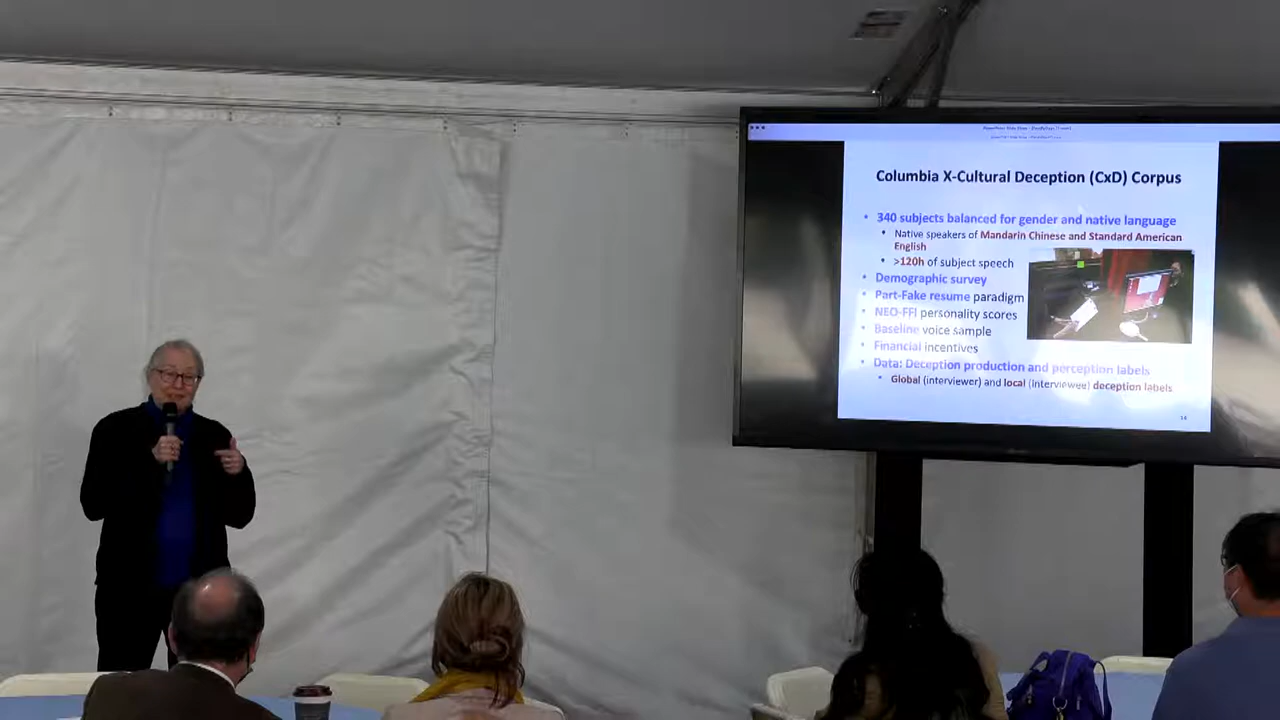 Columbia X-Cultural Deception (CxD) Corpus
• 340 subjects balanced for gender and native language
• Native speakers of Mandarin Chinese and Standard American
English
• >120h of subject speech
• Demographic survey
• Part-Fake resume paradigm
• NEO-FFI personality scores
• Baseline voice sample
• Financial incentives
• Data: Deception production and perception labels
• Global (interviewer) and local (interviewee) deception labels
14